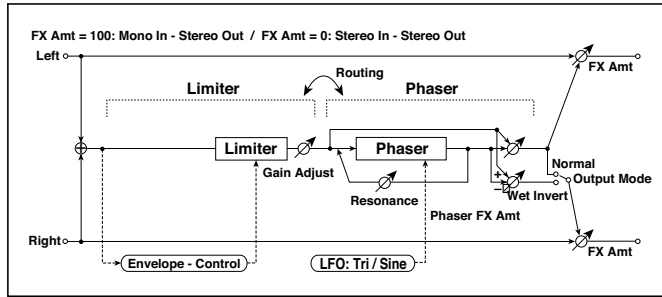 FX Amt = 100: Mono In - Stereo Out / FX Amt = 0: Stereo In - Stereo Out
Left
FX Amt
Routing
Limiter
Phaser
Limiter
Phaser
Gain Adjust
Normal
Output Mode
+
−
Wet Invert
Resonance
Phaser FX Amt
Right
FX Amt
Envelope - Control
LFO: Tri / Sine